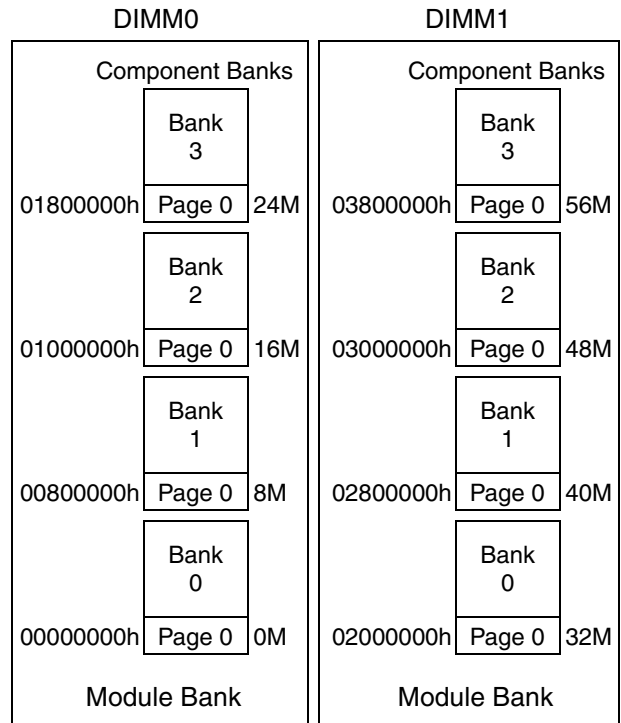 DIMM0
Component Banks
Bank
3
01800000h Page 0 24M
Bank
2
01000000h Page 0 16M
Bank
1
00800000h Page 0 8M
Bank
0
00000000h Page 0 0M
Module Bank
DIMM1
Component Banks
Bank
3
03800000h Page 0 56M
Bank
2
03000000h Page 0 48M
Bank
1
02800000h Page 0 40M
Bank
0
02000000h Page 0 32M
Module Bank